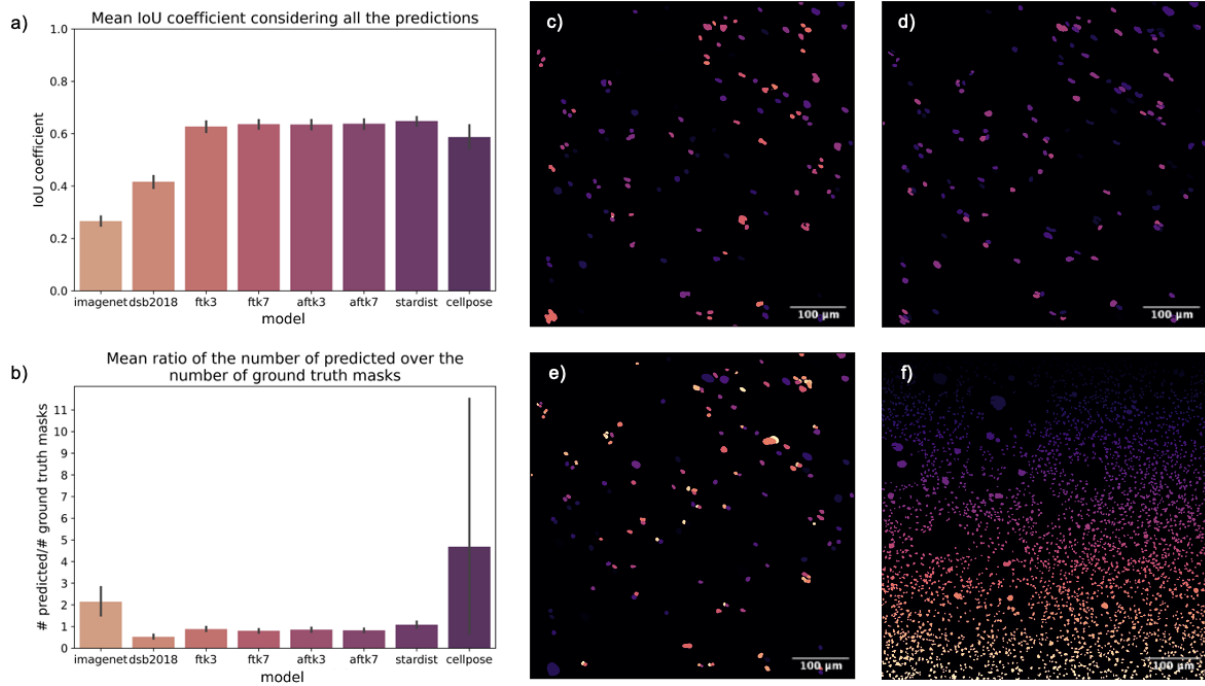 a)
Mean IoU coefficient considering all the predictions
IoU coefficient
1.0
0.8
0.6
0.4
0.2
0.0
imagenet dsb2018 ftk3 ftk7 aftk3 aftk7 stardist cellpose
model
b)
Mean ratio of the number of predicted over the
number of ground truth masks
# predicted/# ground truth masks
11
10
9
8
7
6
5
4
3
2
1
0
imagenet dsb2018 ftk3 ftk7 aftk3 aftk7 stardist cellpose
model
c)
100 µm
d)
100 µm
e)
100 µm
f)
100 µm